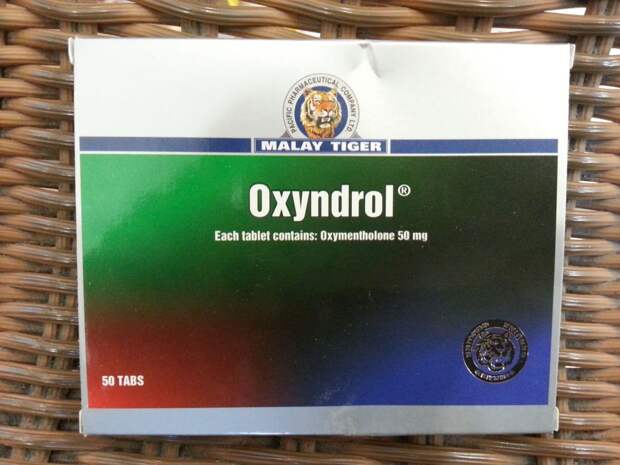 PACIFIC PHARMACEUTICAL COMPANY LTD.
MALAY TIGER
Oxyndrol®
Each tablet contains: Oxymentholone 50 mg
50 TABS